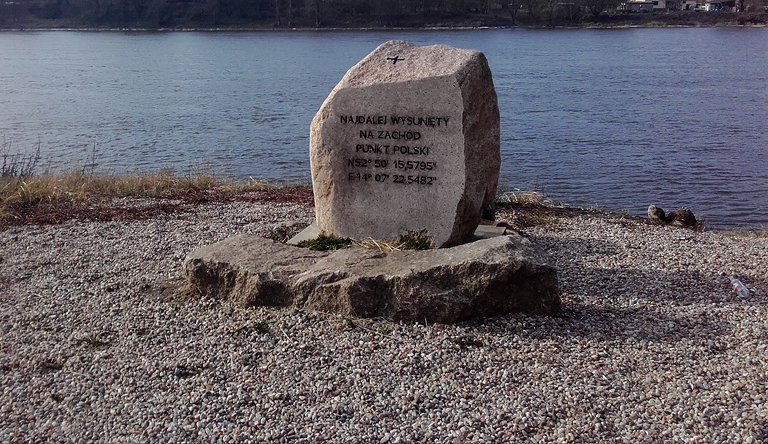 NAJDALEJ WYSUNIĘTY
NA ZACHÓD
PUNKT POLSKI
N52° 50' 15,5795"
E14° 07' 22,5482"